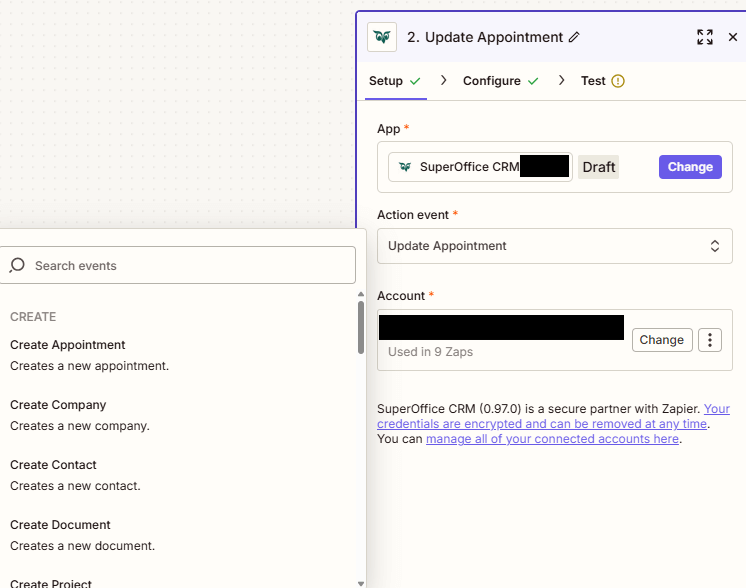 2. Update Appointment
Setup
Configure
Test
App *
SuperOffice CRM
Draft
Change
Action event *
Update Appointment
Account *
Used in 9 Zaps
Change
SuperOffice CRM (0.97.0) is a secure partner with Zapier. Your
credentials are encrypted and can be removed at any time.
You can manage all of your connected accounts here.
Search events
CREATE
Create Appointment
Creates a new appointment.
Create Company
Creates a new company.
Create Contact
Creates a new contact.
Create Document
Creates a new document.
Create Project